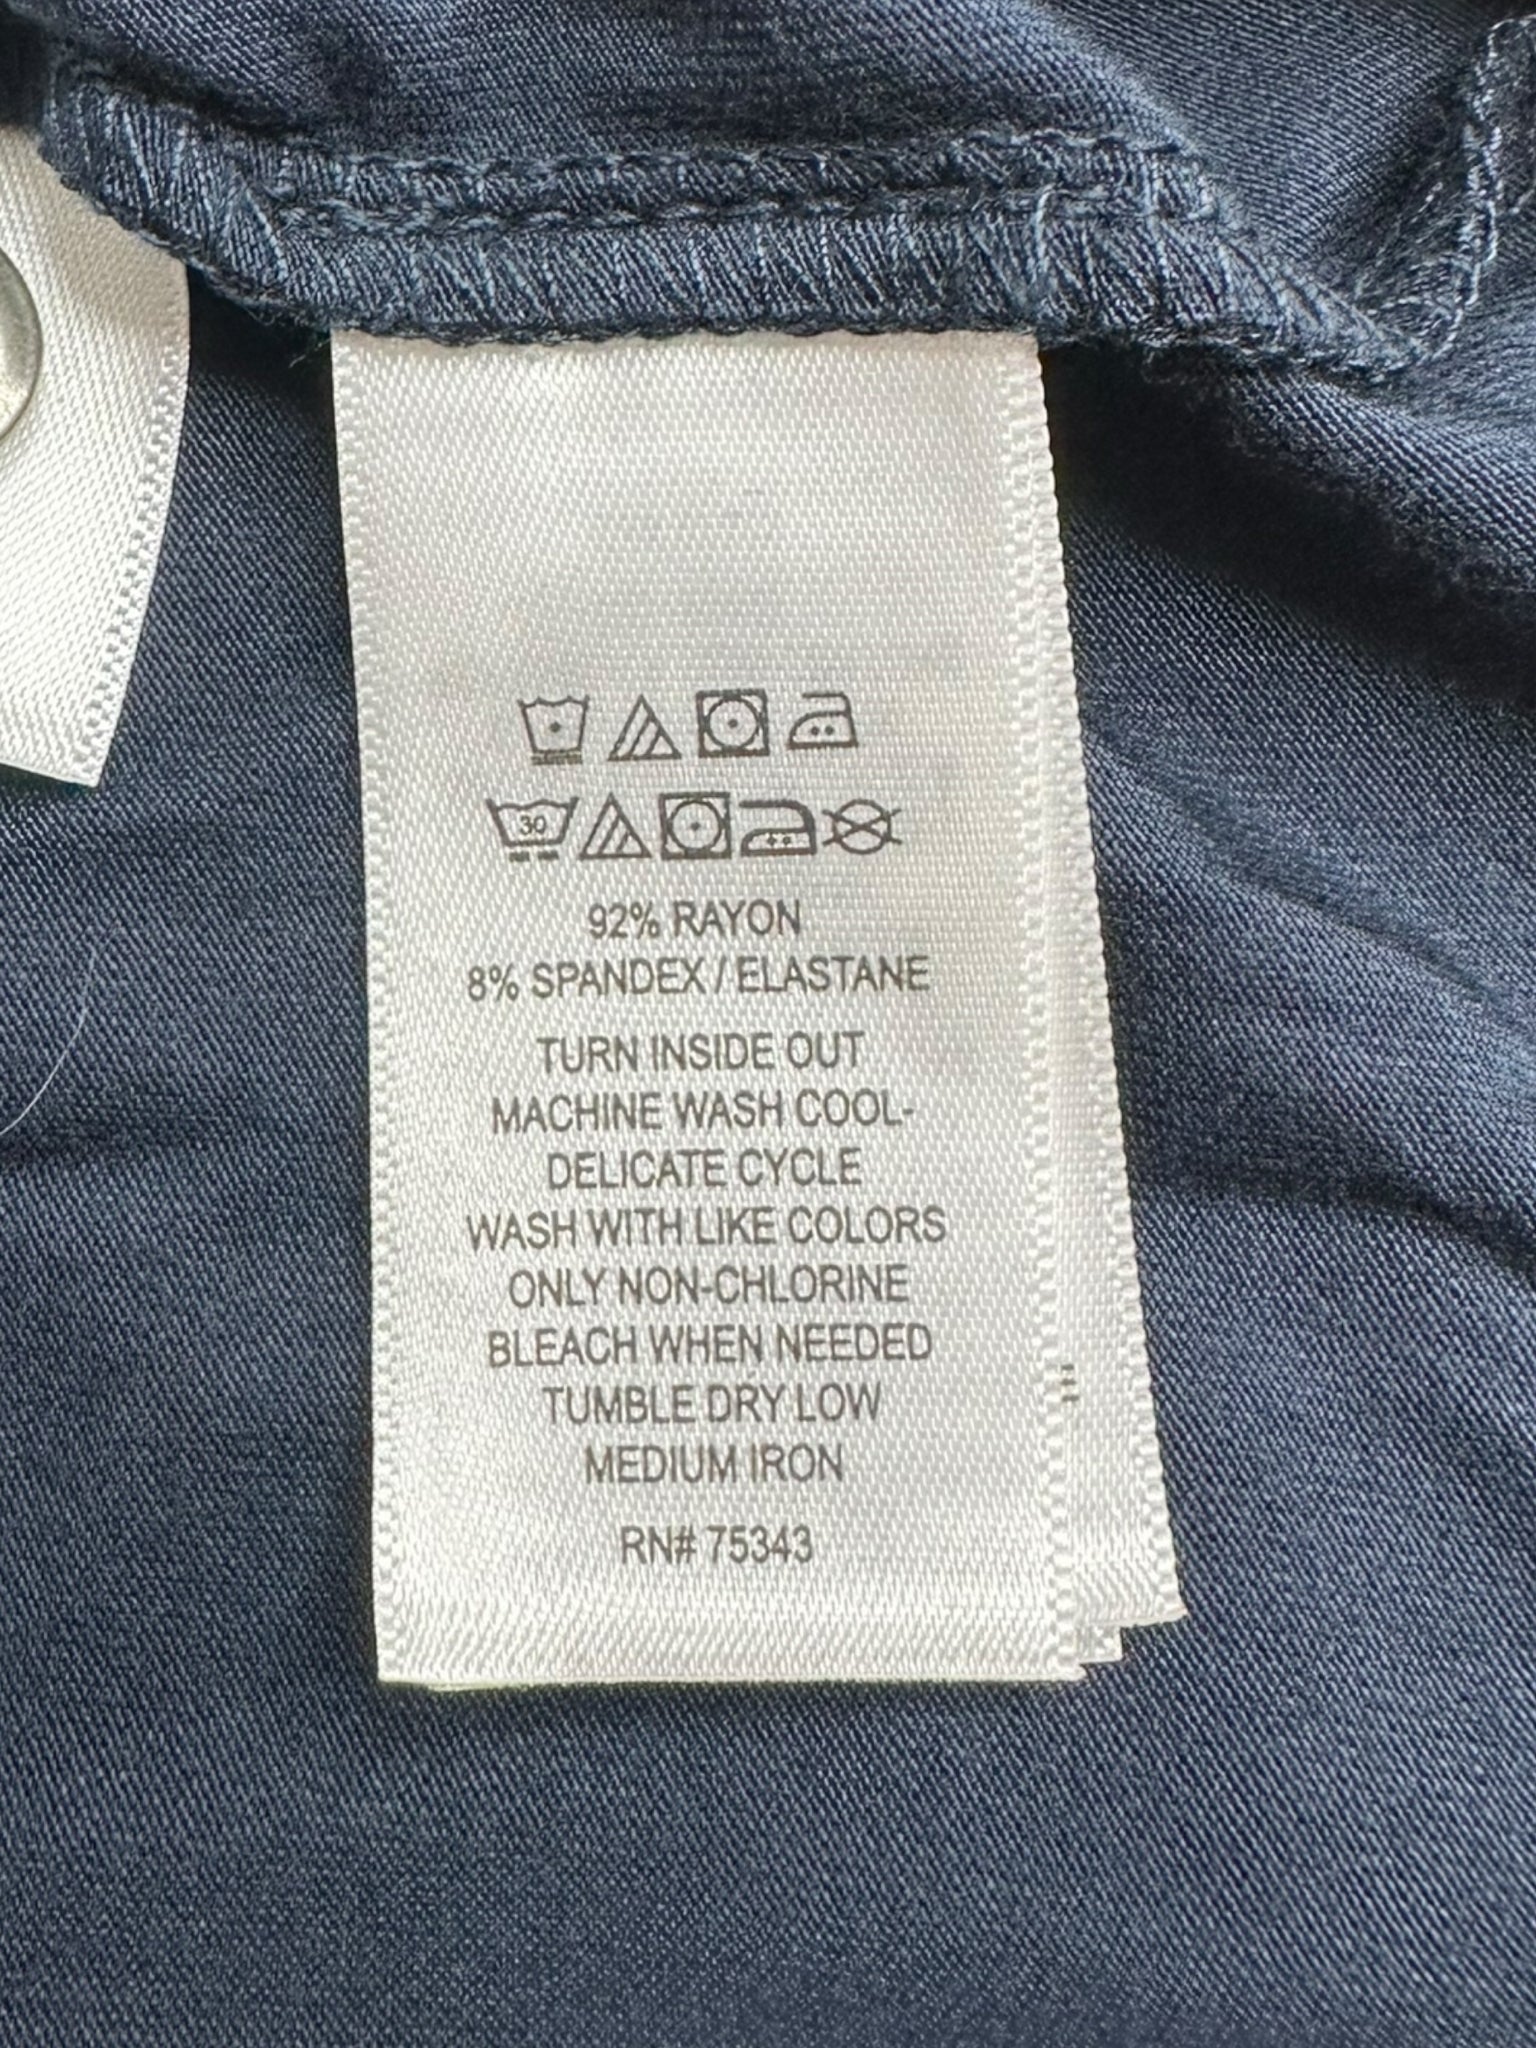 30
92% RAYON
8% SPANDEX / ELASTANE
TURN INSIDE OUT
MACHINE WASH COOL-
DELICATE CYCLE
WASH WITH LIKE COLORS
ONLY NON-CHLORINE
BLEACH WHEN NEEDED
TUMBLE DRY LOW
MEDIUM IRON
RN# 75343